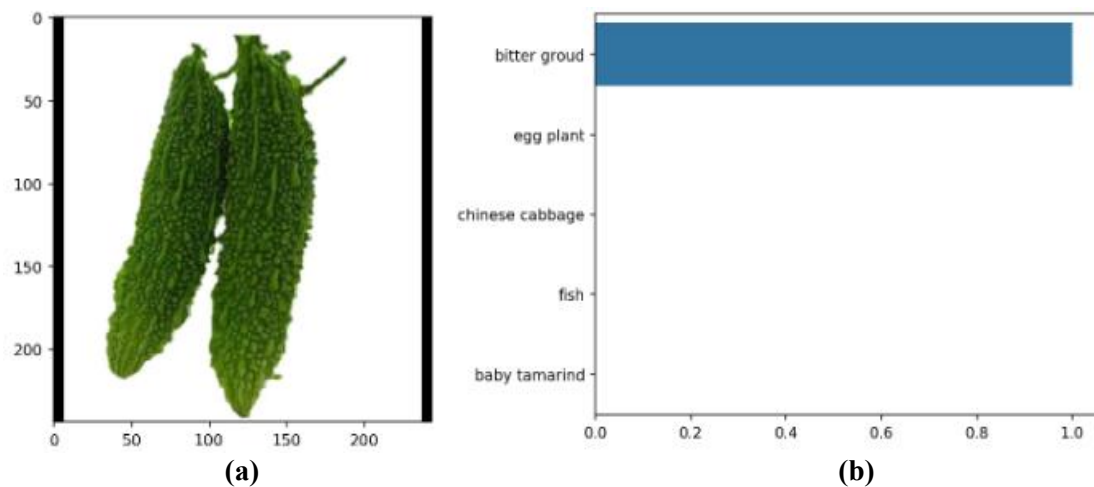 0
50
100
150
200
0 50 100 150 200
(a)
bitter groud
egg plant
chinese cabbage
fish
baby tamarind
0.0 0.2 0.4 0.6 0.8 1.0
(b)